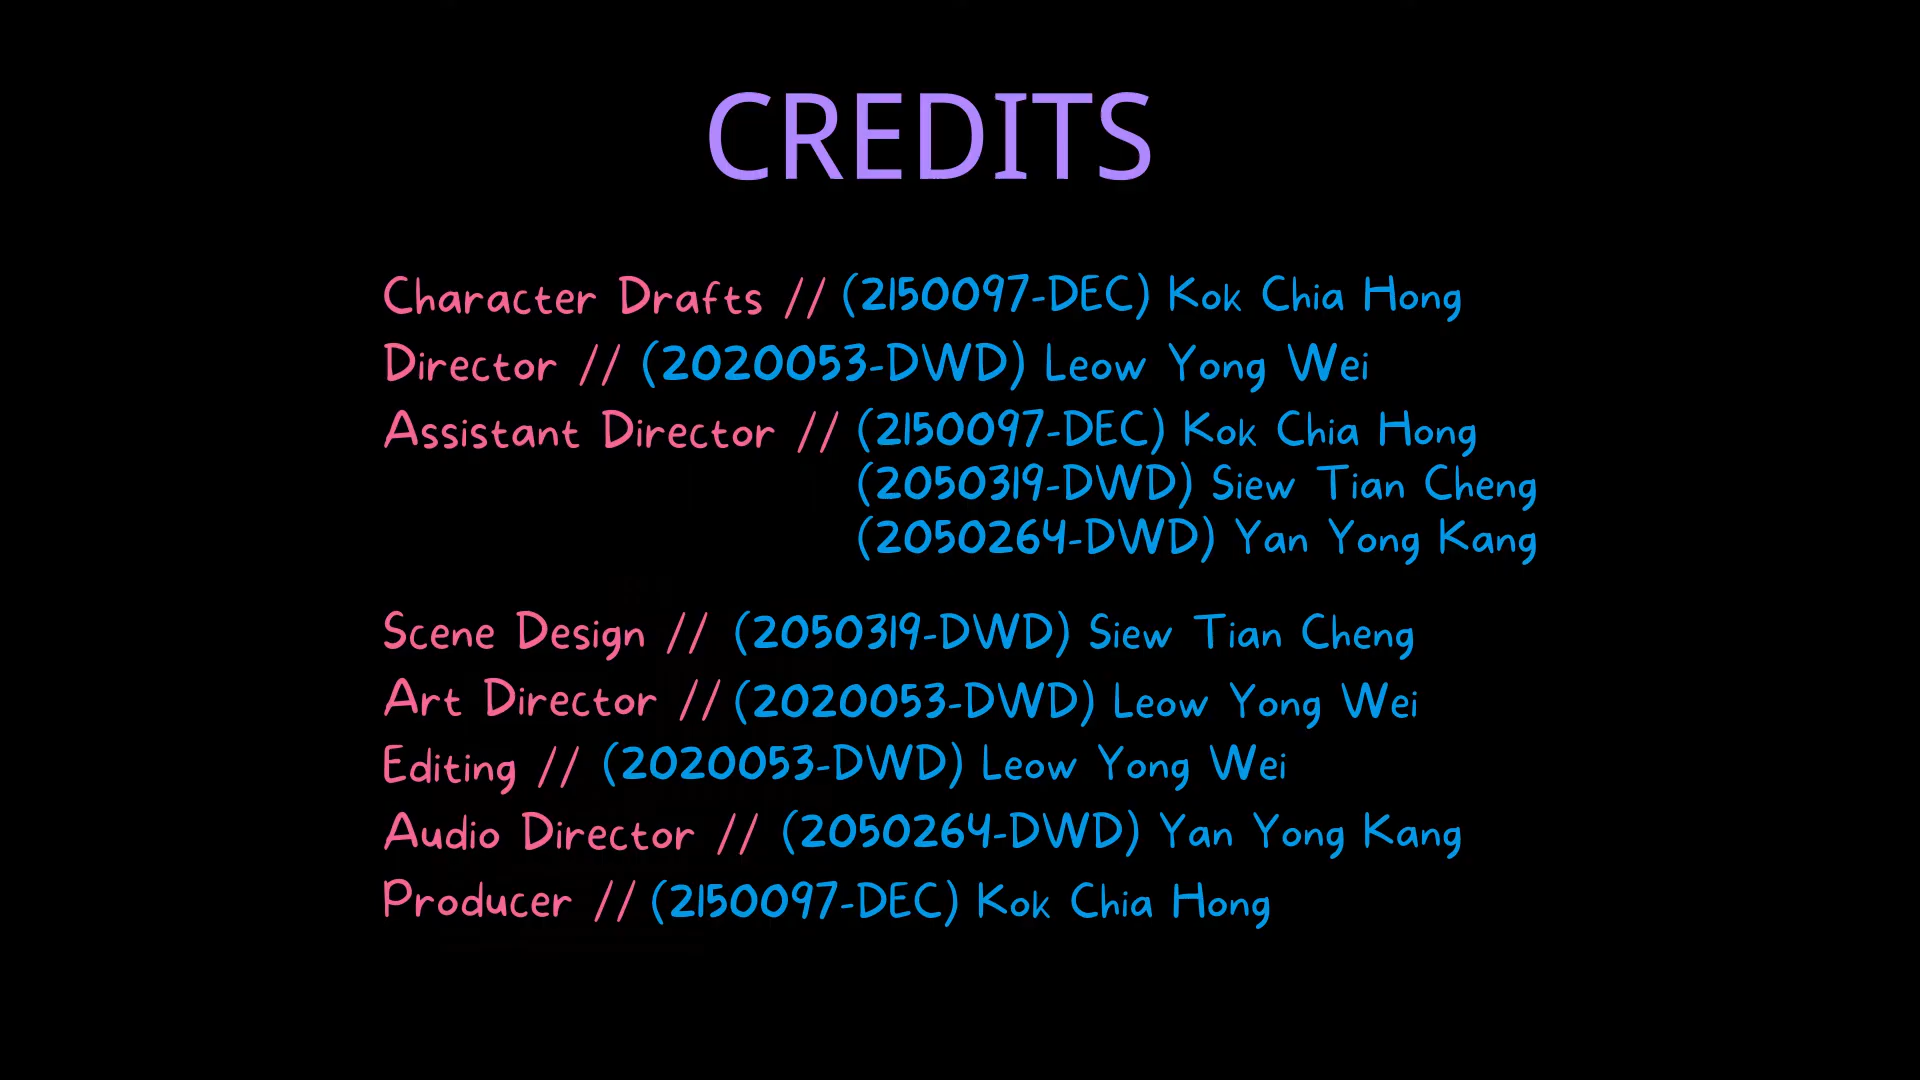 CREDITS
Character Drafts // (2150097-DEC) Kok Chia Hong
Director // (2020053-DWD) Leow Yong Wei
Assistant Director // (2150097-DEC) Kok Chia Hong
(2050319-DWD) Siew Tian Cheng
(2050264-DWD) Yan Yong Kang
Scene Design // (2050319-DWD) Siew Tian Cheng
Art Director // (2020053-DWD) Leow Yong Wei
Editing // (2020053-DWD) Leow Yong Wei
Audio Director // (2050264-DWD) Yan Yong Kang
Producer // (2150097-DEC) Kok Chia Hong